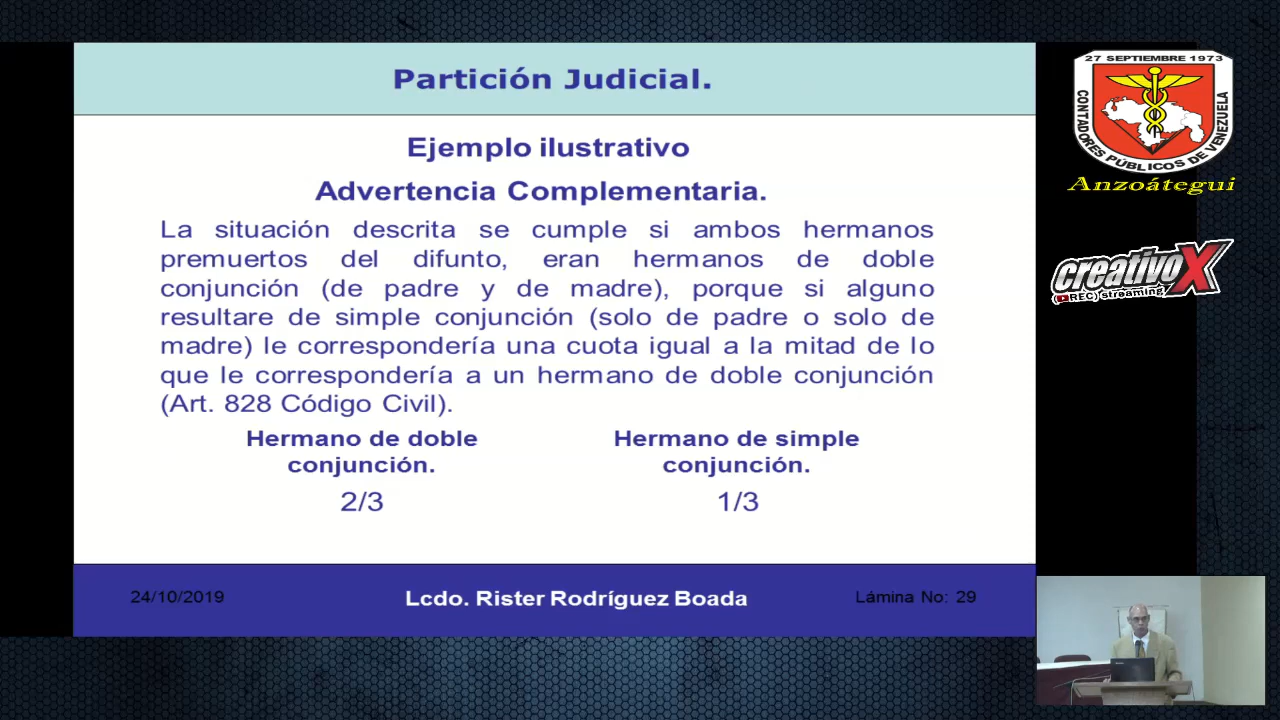 Partición Judicial.
Ejemplo ilustrativo
Advertencia Complementaria.
La situación descrita se cumple si ambos hermanos
premuertos del difunto, eran hermanos de doble
conjunción (de padre y de madre), porque si alguno
resultare de simple conjunción (solo de padre o solo de
madre) le correspondería una cuota igual a la mitad de lo
que le correspondería a un hermano de doble conjunción
(Art. 828 Código Civil).
Hermano de doble
conjunción.
2/3
Hermano de simple
conjunción.
1/3
24/10/2019
Lcdo. Rister Rodríguez Boada
Lámina No: 29
27 SEPTIEMBRE 1973
CONTADORES PÚBLICOS DE VENEZUELA
Anzoátegui
creativoX
(REC) streaming